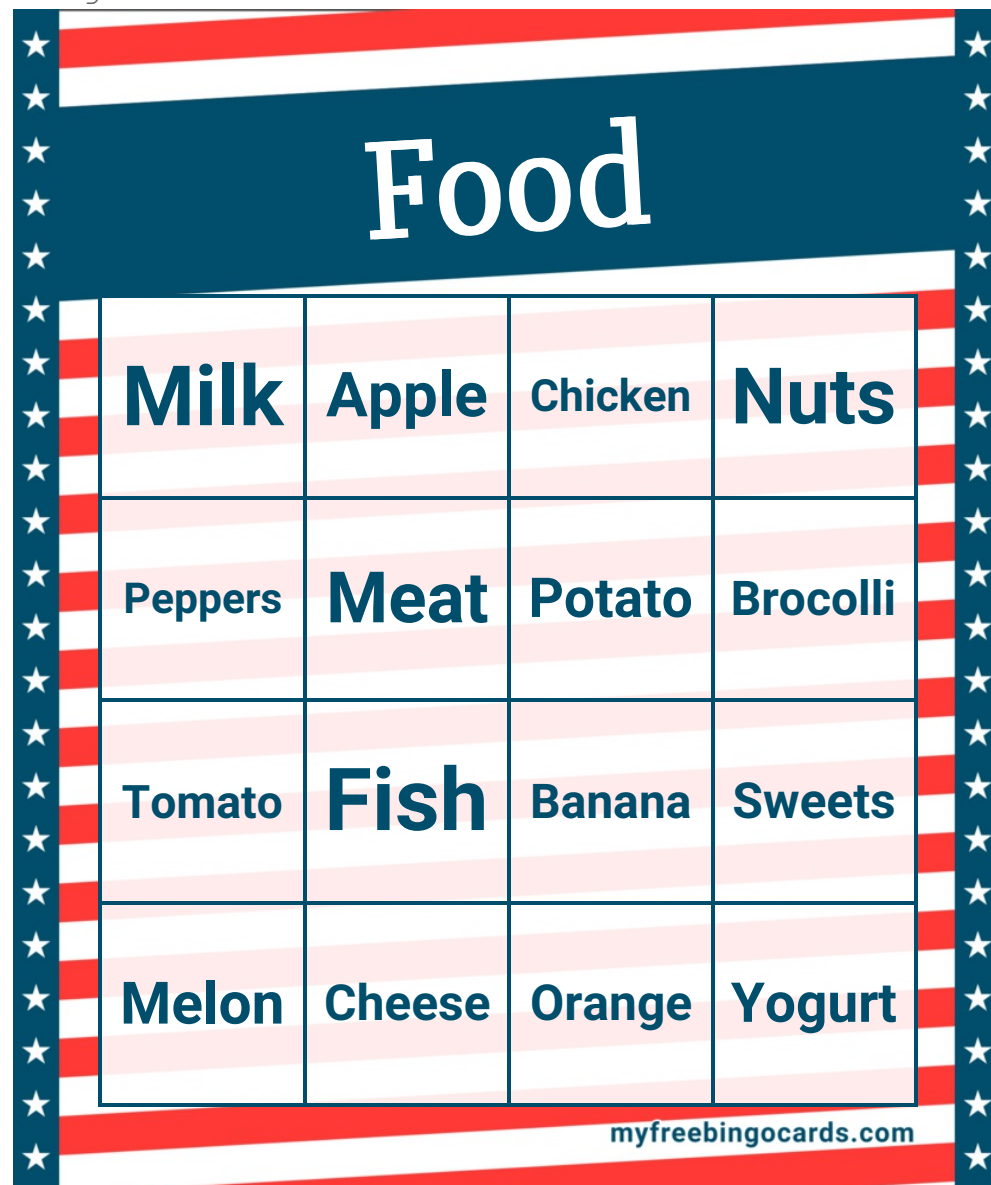 Food
Milk Apple Chicken Nuts
Peppers Meat Potato Brocolli
Tomato Fish Banana Sweets
Melon Cheese Orange Yogurt
myfreebingocards.com